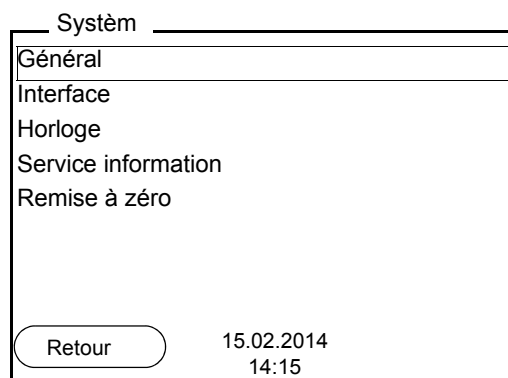 Systèm
Général
Interface
Horloge
Service information
Remise à zéro
Retour
15.02.2014
14:15